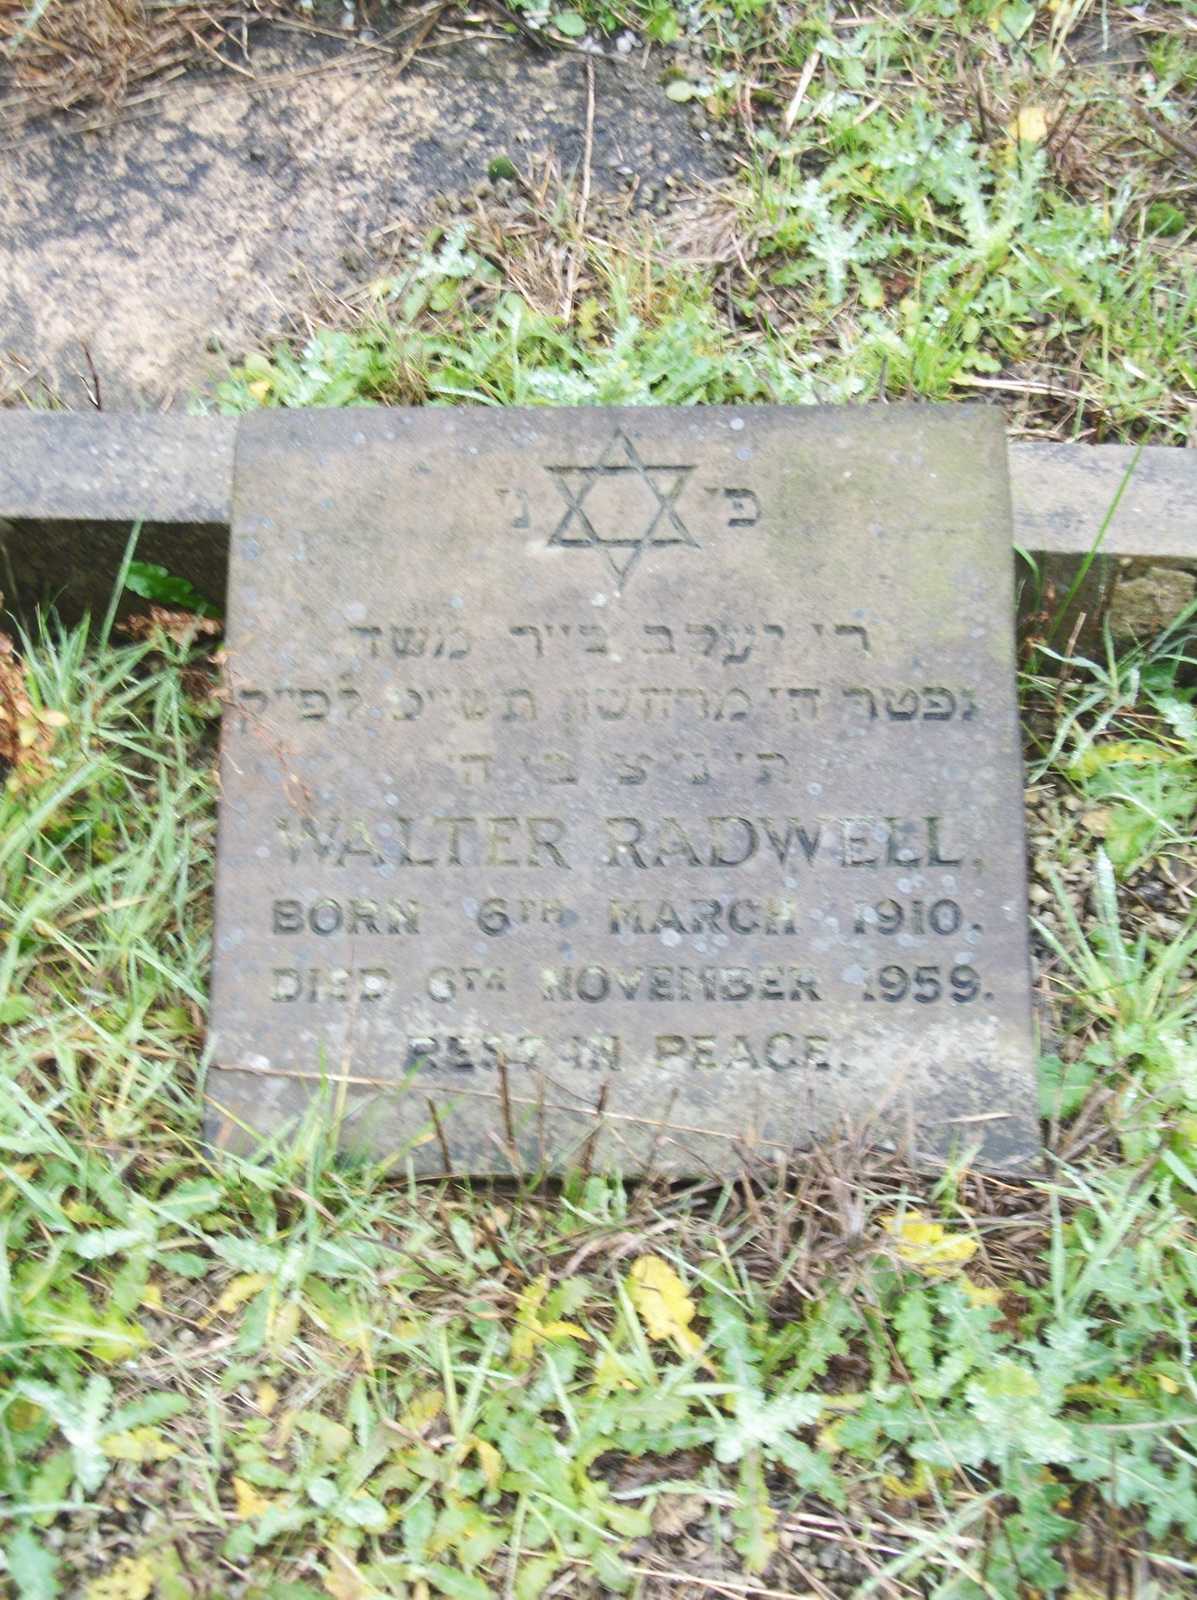 פ' נ'
ר' יעקב ב"ר משה
נפטר ה' מרחשון תש"כ לפ"ק
ת' נ' צ' ב' ה'
WALTER RADWELL,
BORN 6TH MARCH 1910.
DIED 6TH NOVEMBER 1959.
REST IN PEACE.